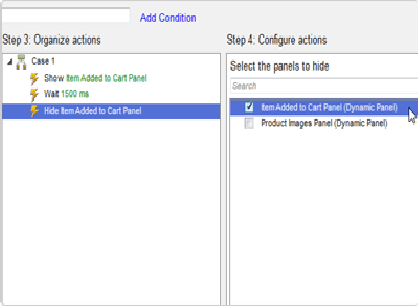 Add Condition
Step 3: Organize actions
Case 1
Show Item Added to Cart Panel
Wait 1500 ms
Hide Item Added to Cart Panel
Step 4: Configure actions
Select the panels to hide
Search
Item Added to Cart Panel (Dynamic Panel)
Product Images Panel (Dynamic Panel)